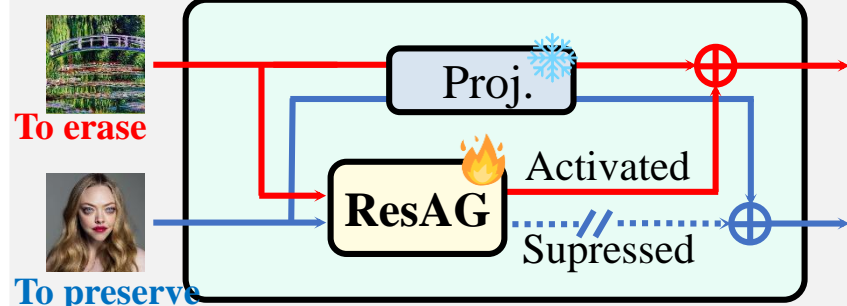 Proj.
To erase
Activated
ResAG
Supressed
To preserve